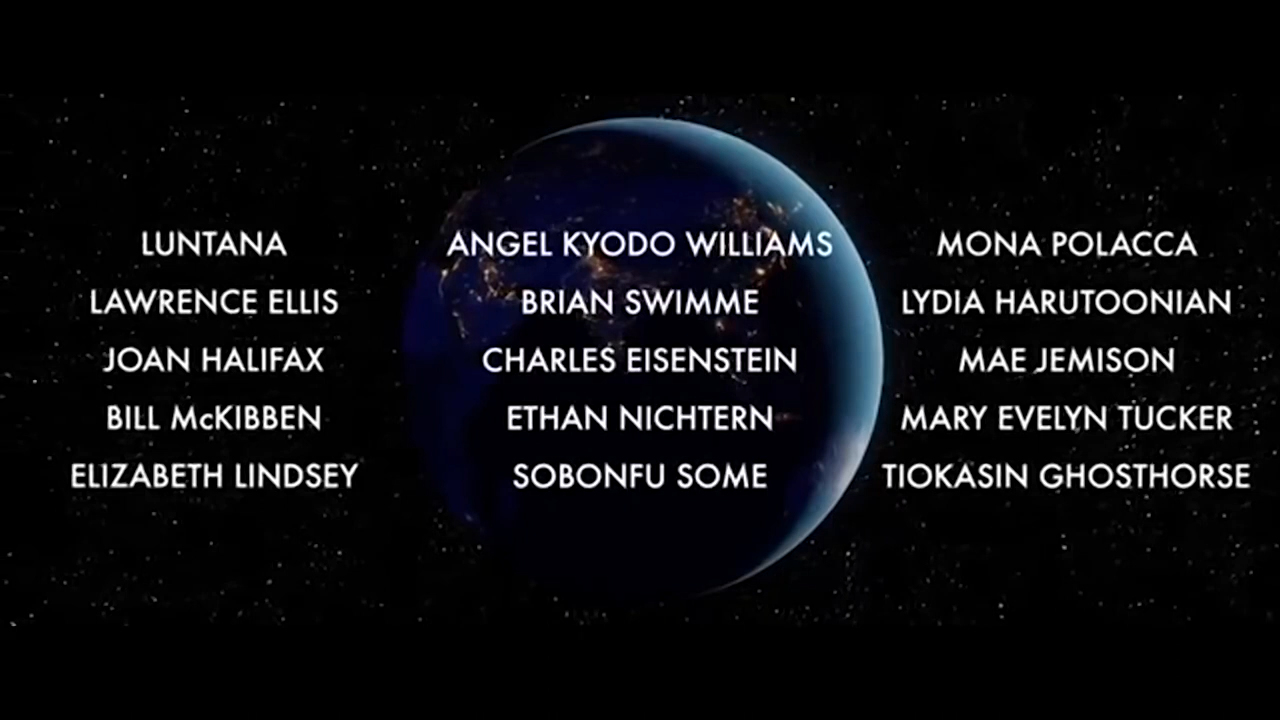 LUNTANA
LAWRENCE ELLIS
JOAN HALIFAX
BILL McKIBBEN
ELIZABETH LINDSEY
ANGEL KYODO WILLIAMS
BRIAN SWIMME
CHARLES EISENSTEIN
ETHAN NICHTERN
SOBONFU SOME
MONA POLACCA
LYDIA HARUTOONIAN
MAE JEMISON
MARY EVELYN TUCKER
TIOKASIN GHOSTHORSE